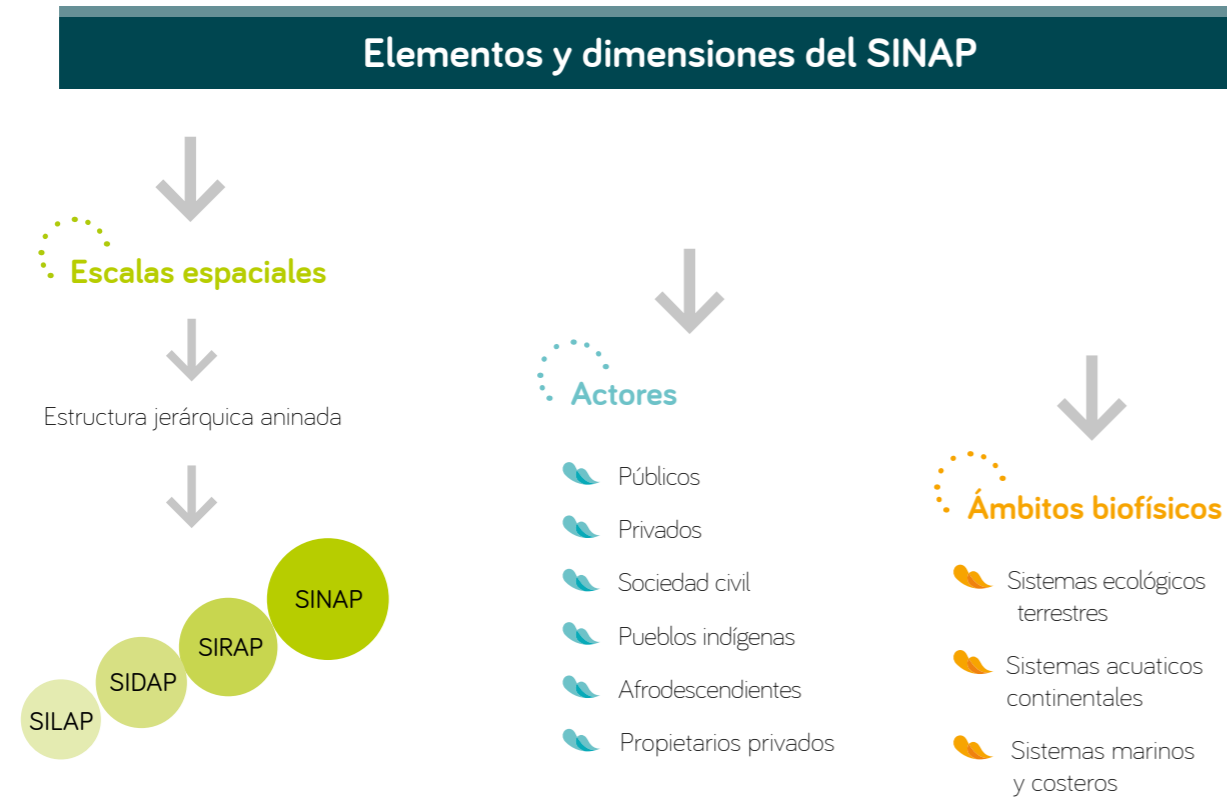 Elementos y dimensiones del SINAP
Escalas espaciales
Estructura jerárquica aninada
SINAP
SIRAP
SIDAP
SILAP
Actores
Públicos
Privados
Sociedad civil
Pueblos indígenas
Afrodescendientes
Propietarios privados
Ámbitos biofísicos
Sistemas ecológicos
terrestres
Sistemas acuaticos
continentales
Sistemas marinos
y costeros